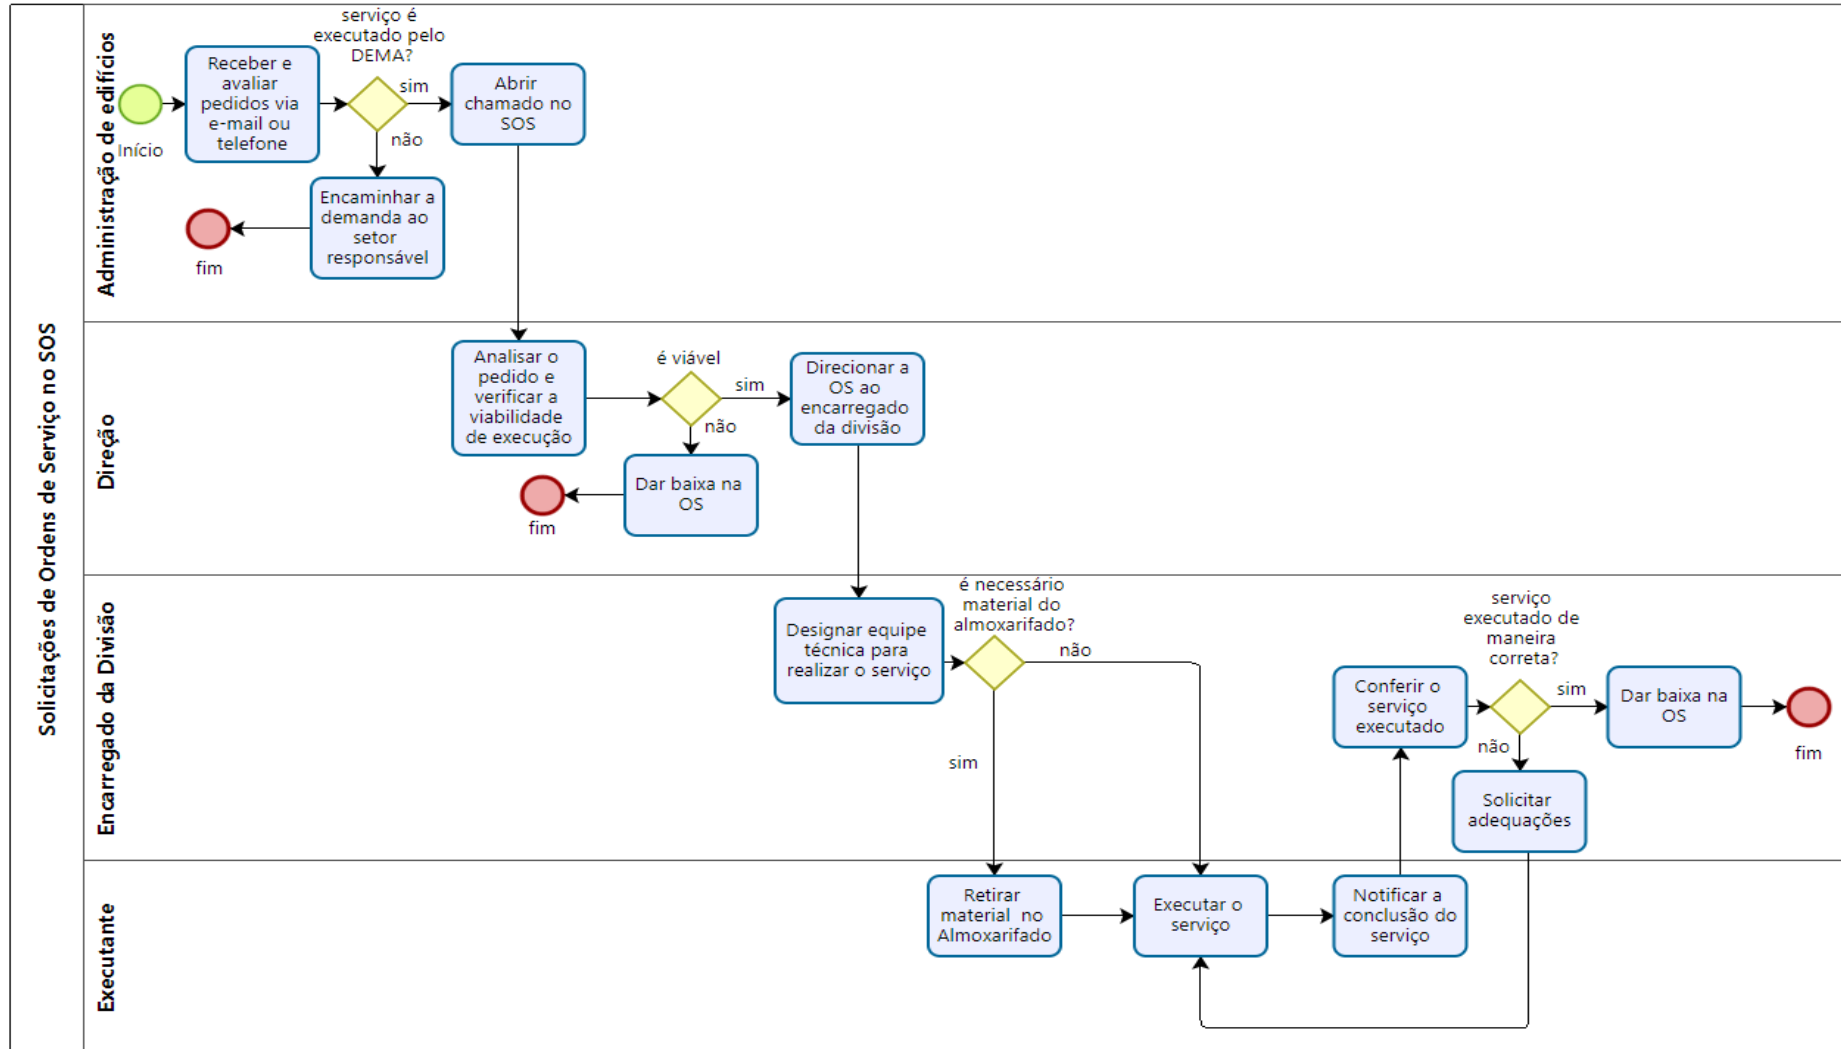 Solicitações de Ordens de Serviço no SOS
Administração de edifícios
Início
Receber e
avaliar
pedidos via
e-mail ou
telefone
serviço é
executado pelo
DEMA?
sim
não
Abrir
chamado no
SOS
Encaminhar a
demanda ao
setor
responsável
fim
Direção
Analisar o
pedido e
verificar a
viabilidade
de execução
é viável
sim
não
Direcionar a
OS ao
encarregado
da divisão
Dar baixa na
OS
fim
Encarregado da Divisão
Designar equipe
técnica para
realizar o serviço
é necessário
material do
almoxarifado?
não
sim
Conferir o
serviço
executado
serviço
executado de
maneira
correta?
sim
não
Dar baixa na
OS
fim
Solicitar
adequações
Executante
Retirar
material no
Almoxarifado
Executar o
serviço
Notificar a
conclusão do
serviço